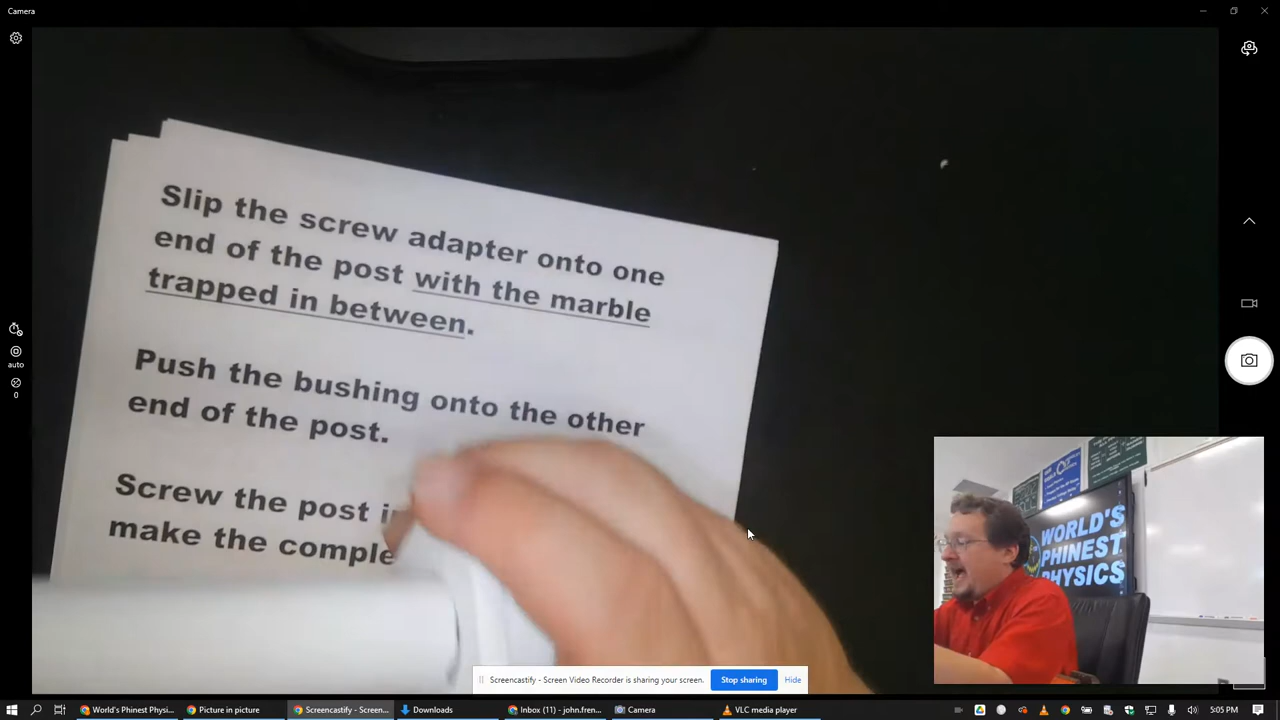 Camera
Slip the screw adapter onto one
end of the post with the marble
trapped in between.
Push the bushing onto the other
end of the post.
Screw the post
make the
auto
0
WORLD'S
PHINEST
PHYSICS
Screencastify - Screen Video Recorder is sharing your screen.
Stop sharing
Hide
World's Phinest Physi...
Picture in picture
Screencastify - Screen...
Downloads
Inbox (11) - john.fren...
Camera
VLC media player
5:05 PM